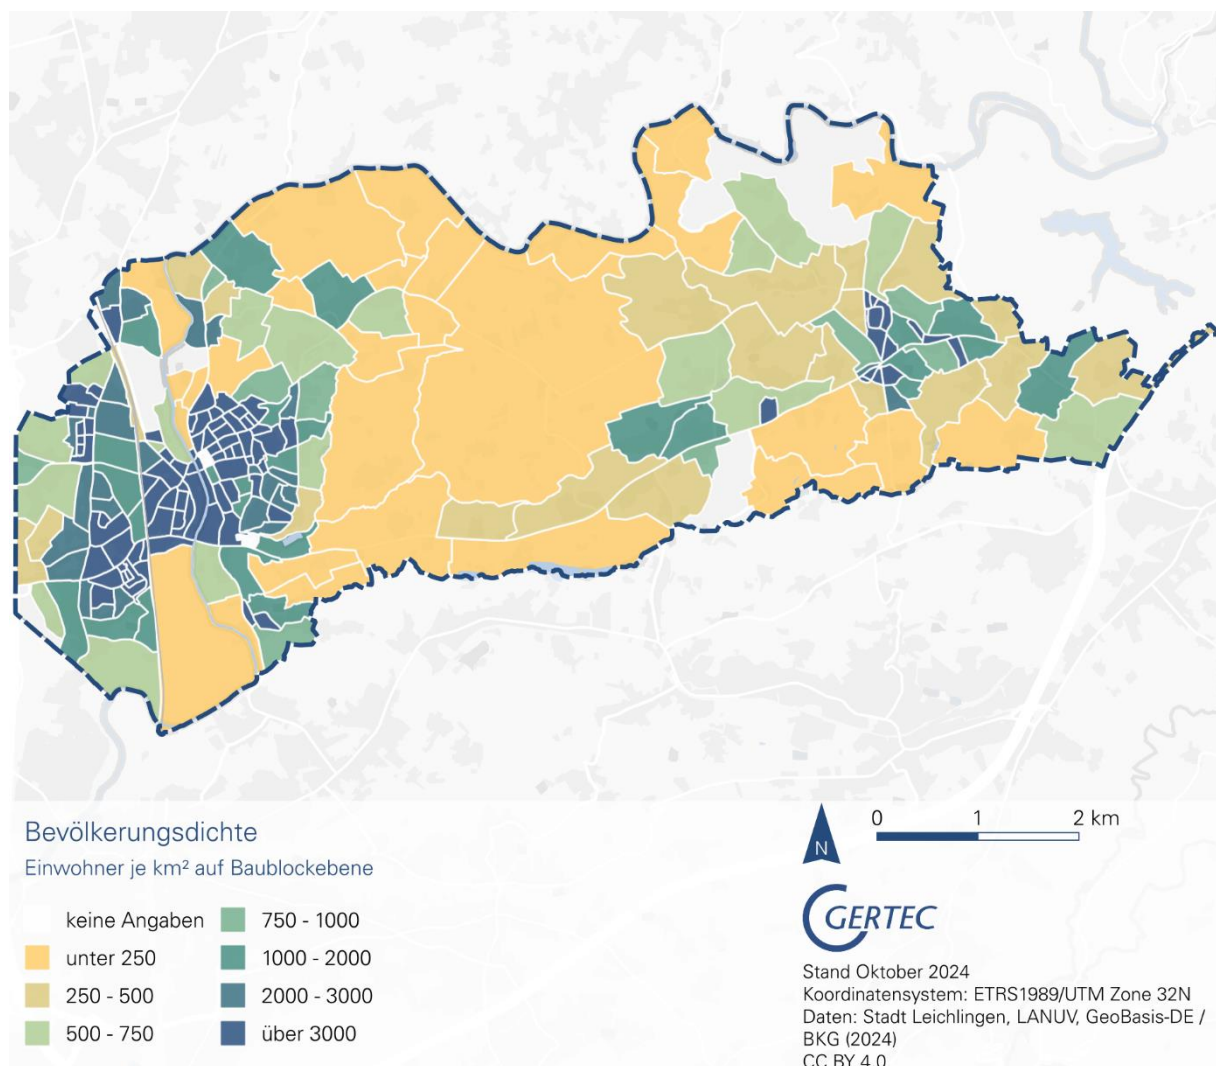 Bevölkerungsdichte
Einwohner je km² auf Baublockebene
keine Angaben
unter 250
250 - 500
500 - 750
750 - 1000
1000 - 2000
2000 - 3000
über 3000
N
0 1 2 km
GERTEC
Stand Oktober 2024
Koordinatensystem: ETRS1989/UTM Zone 32N
Daten: Stadt Leichlingen, LANUV, GeoBasis-DE /
BKG (2024)
CC BY 4.0